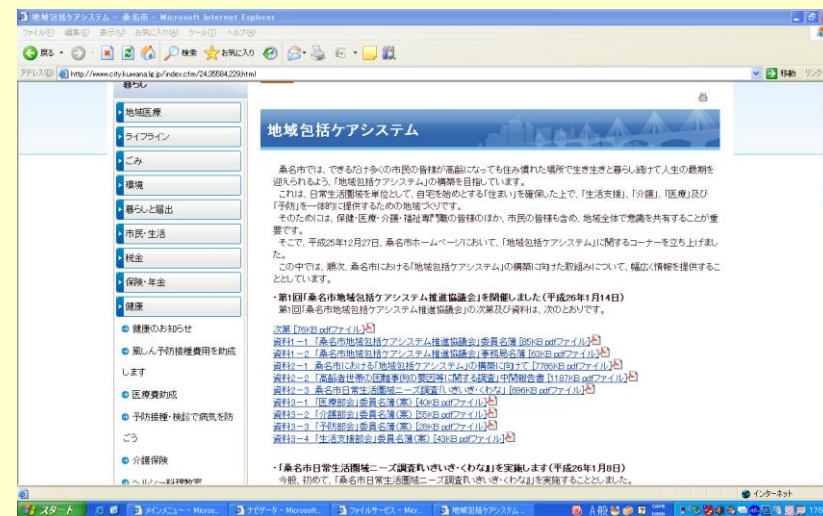 地域包括ケアシステム - 桑名市 - Microsoft Internet Explorer
ファイル(F) 編集(E) 表示(V) お気に入り(A) ツール(T) ヘルプ(H)
戻る 検索 お気に入り
アドレス(D) http://www.city.kuwana.lg.jp/index.cfm/24,35584,229,html 移動 リンク
暮らし
地域医療
ライフライン
ごみ
環境
暮らしと届出
市民・生活
税金
保険・年金
健康
健康のお知らせ
風しん予防接種費用を助成
します
医療費助成
予防接種・検診で病気を防
ごう
介護保険
地域包括ケアシステム
桑名市では、できるだけ多くの市民の皆様が高齢になっても住み慣れた場所で生き生きと暮らし続けて人生の最期を
迎えられるよう、「地域包括ケアシステム」の構築を目指しています。
これは、日常生活圏域を単位として、自宅を始めとする「住まい」を確保した上で、「生活支援」、「介護」、「医療」及び
「予防」を一体的に提供するための地域づくりです。
そのためには、保健・医療・介護・福祉専門職の皆様のほか、市民の皆様も含め、地域全体で意識を共有することが重
要です。
そこで、平成25年12月27日、桑名市ホームページにおいて、「地域包括ケアシステム」に関するコーナーを立ち上げまし
た。
この中では、順次、桑名市における「地域包括ケアシステム」の構築に向けた取組みについて、幅広く情報を提供するこ
ととしています。
・第1回「桑名市地域包括ケアシステム推進協議会」を開催しました(平成26年1月14日)
第1回「桑名市地域包括ケアシステム推進協議会」の次第及び資料は、次のとおりです。
次第 [76KB pdfファイル]
資料1-1 「桑名市地域包括ケアシステム推進協議会」委員名簿 [85KB pdfファイル]
資料1-2 「桑名市地域包括ケアシステム推進協議会」事務局名簿 [63KB pdfファイル]
資料2-1 桑名市における「地域包括ケアシステム」の構築に向けて [7786KB pdfファイル]
資料2-2 「高齢者世帯の困難事例の要因等に関する調査」中間報告書 [1187KB pdfファイル]
資料2-3 桑名市日常生活圏域ニーズ調査『いきいき・くわな』 [696KB pdfファイル]
資料3-1 「医療部会」委員名簿(案) [40KB pdfファイル]
資料3-2 「介護部会」委員名簿(案) [55KB pdfファイル]
資料3-3 「予防部会」委員名簿(案) [28KB pdfファイル]
資料3-4 「生活支援部会」委員名簿(案) [43KB pdfファイル]
・「桑名市日常生活圏域ニーズ調査『いきいき・くわな』」を実施します(平成26年1月8日)
今般、初めて、「桑名市日常生活圏域ニーズ調査『いきいき・くわな』」を実施することとしました。
インターネット
スタート メインメニュー - Micros... ナビゲータ - Microsoft... ファイルサービス - Micr... 地域包括ケアシステム...